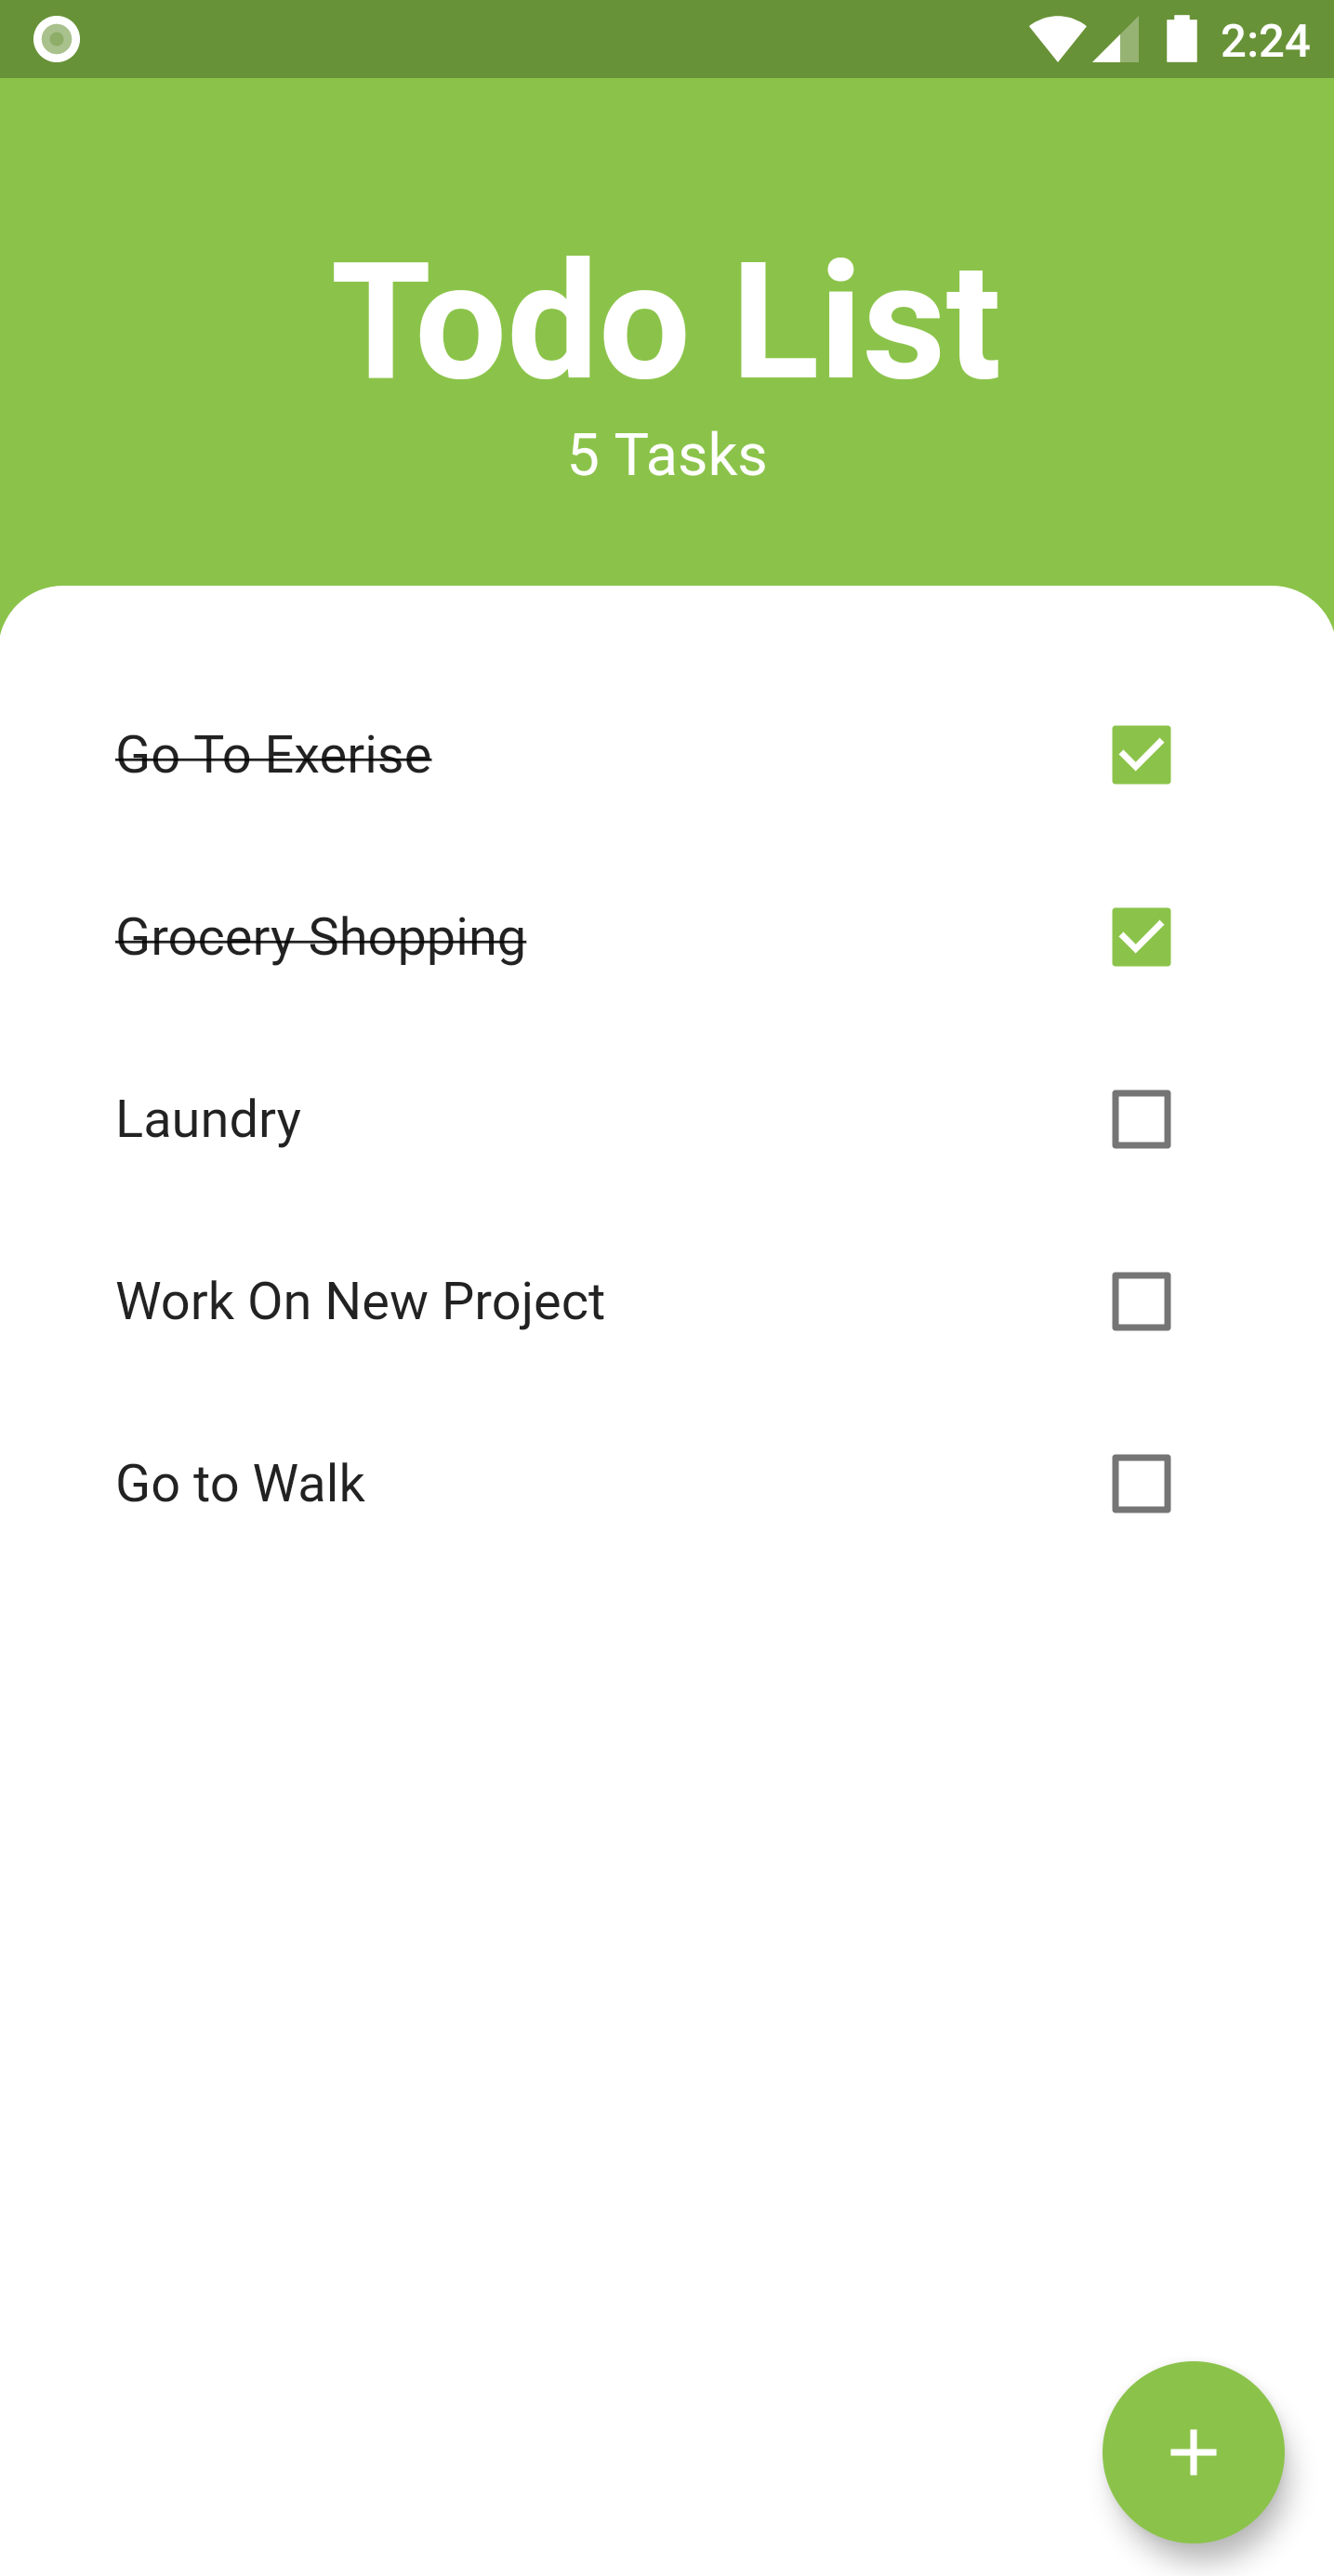 2:24
Todo List
5 Tasks
Go To Exerise
Grocery Shopping
Laundry
Work On New Project
Go to Walk